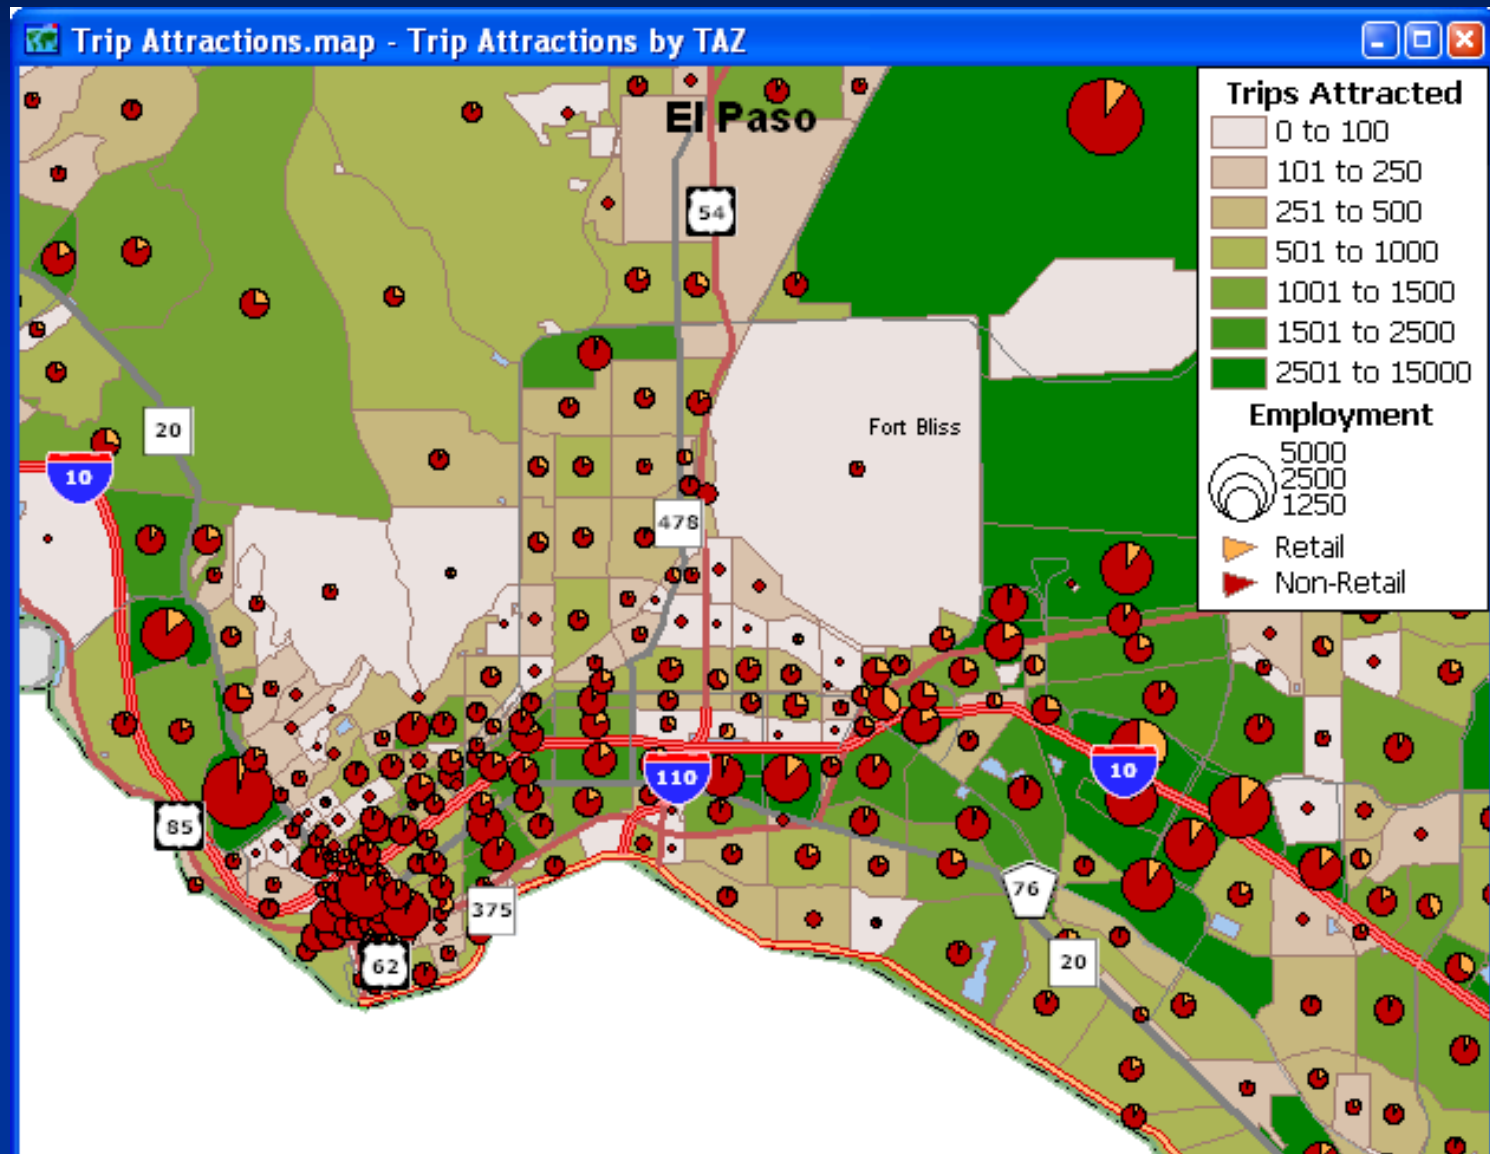 Trip Attractions.map - Trip Attractions by TAZ
El Paso
54
20
10
Fort Bliss
478
110
10
85
375
76
62
20
Trips Attracted
0 to 100
101 to 250
251 to 500
501 to 1000
1001 to 1500
1501 to 2500
2501 to 15000
Employment
5000
2500
1250
Retail
Non-Retail